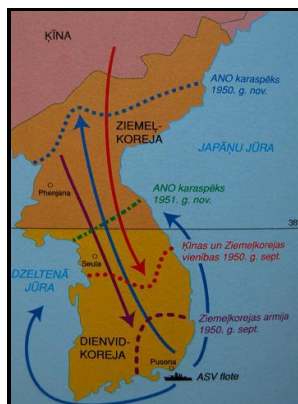 ĶĪNA
ANO karaspēks
1950. g. nov.
ZIEMEĻ-
KOREJA
JAPĀŅU JŪRA
Phenjana
ANO karaspēks
1951. g. nov.
38
Seula
Ķīnas un Ziemeļkorejas
vienības 1950. g. sept.
DZELTENĀ
JŪRA
Ziemeļkorejas armija
1950. g. sept.
DIENVID-
KOREJA
Pusona
ASV flote